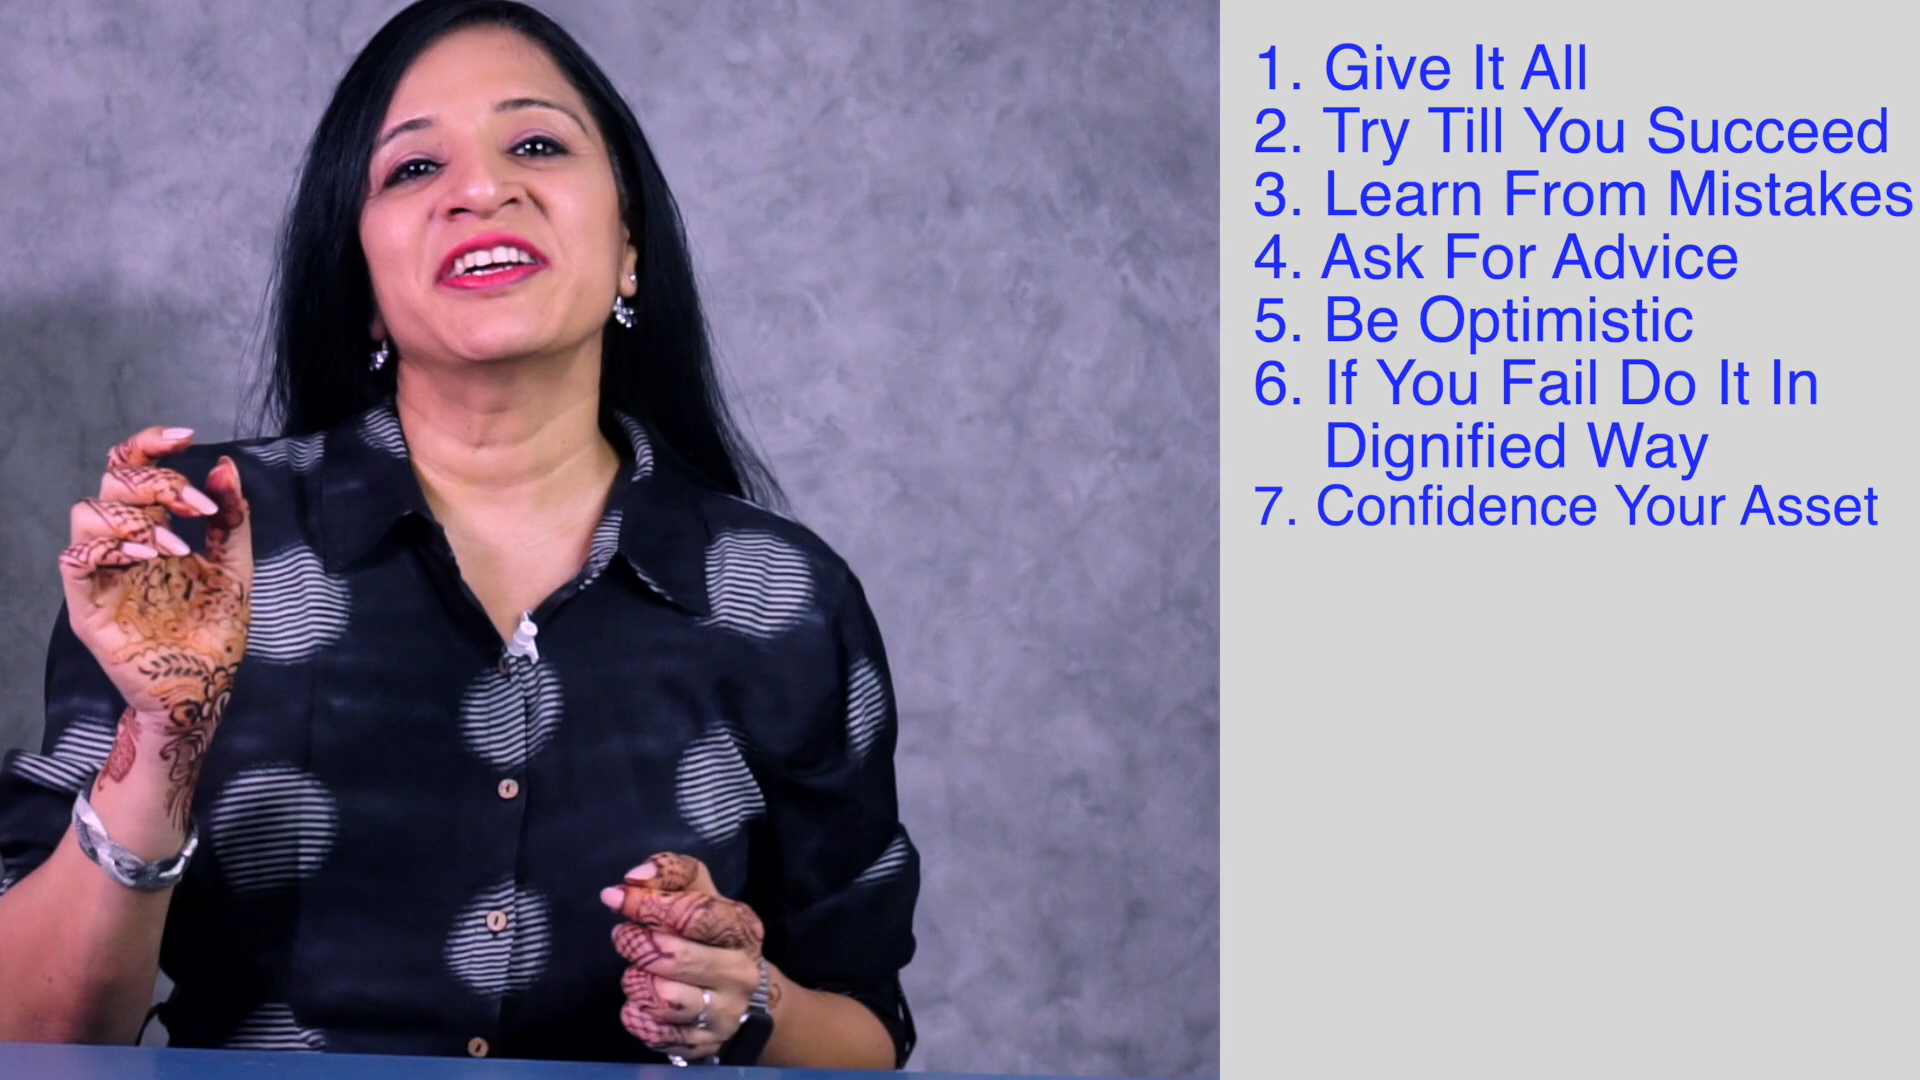 1. Give It All
2. Try Till You Succeed
3. Learn From Mistakes
4. Ask For Advice
5. Be Optimistic
6. If You Fail Do It In
Dignified Way
7. Confidence Your Asset